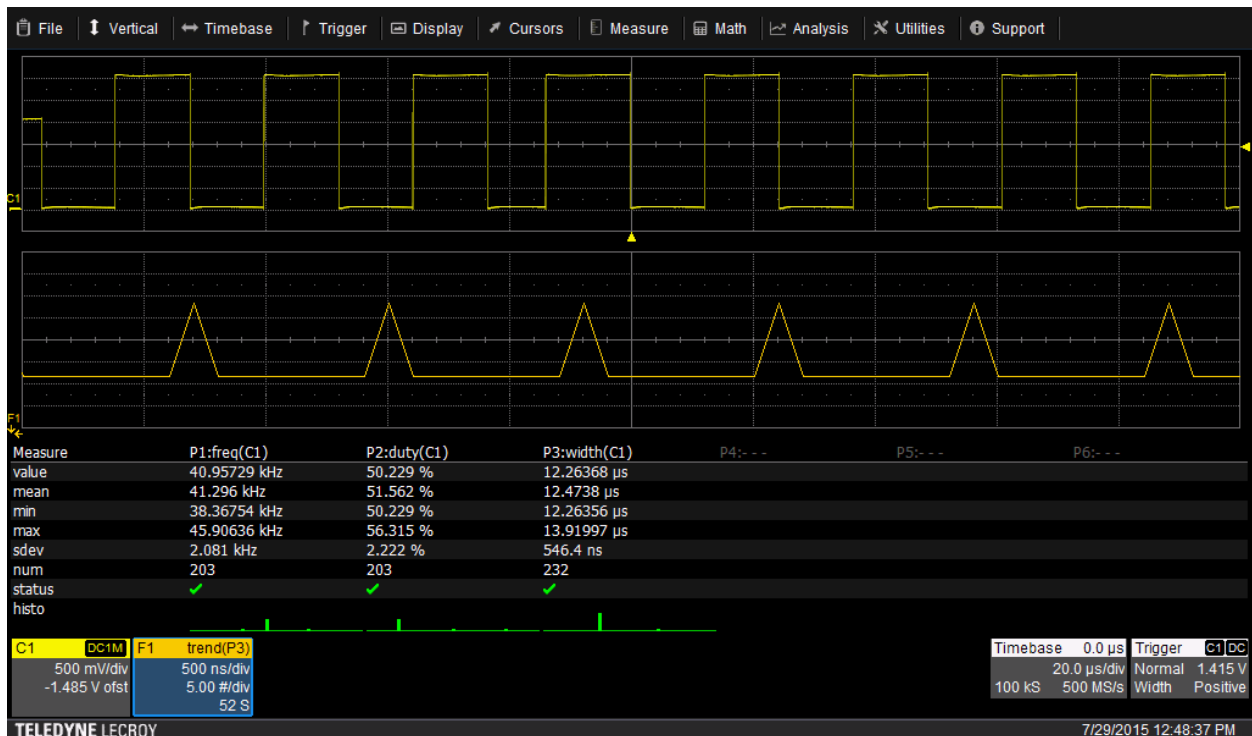 File Vertical Timebase Trigger Display Cursors Measure Math Analysis Utilities Support
C1
F1
Measure P1:freq(C1) P2:duty(C1) P3:width(C1) P4:- - - P5:- - - P6:- - -
value 40.95729 kHz 50.229 % 12.26368 µs
mean 41.296 kHz 51.562 % 12.4738 µs
min 38.36754 kHz 50.229 % 12.26356 µs
max 45.90636 kHz 56.315 % 13.91997 µs
sdev 2.081 kHz 2.222 % 546.4 ns
num 203 203 232
status
histo
C1 DC1M F1 trend(P3) Timebase 0.0 µs Trigger C1 DC
500 mV/div 500 ns/div 20.0 µs/div Normal 1.415 V
-1.485 V ofst 5.00 #/div 100 kS 500 MS/s Width Positive
52 S
TELEDYNE LECROY 7/29/2015 12:48:37 PM